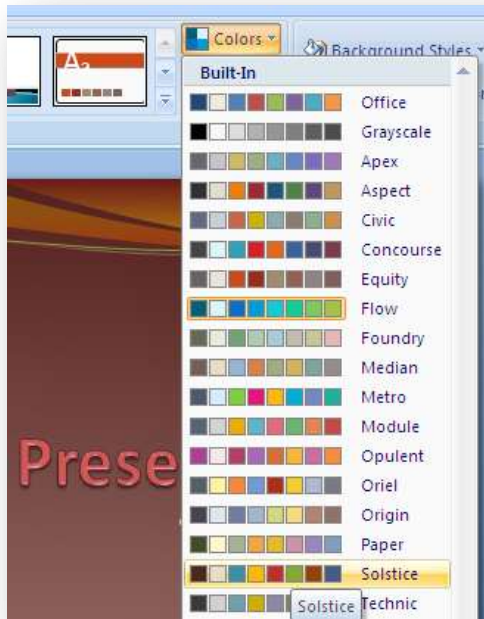 Colors
Background Styles
Aa
Built-In
Office
Grayscale
Apex
Aspect
Civic
Concourse
Equity
Flow
Foundry
Median
Metro
Module
Opulent
Oriel
Origin
Paper
Solstice
Solstice
Technic
Prese